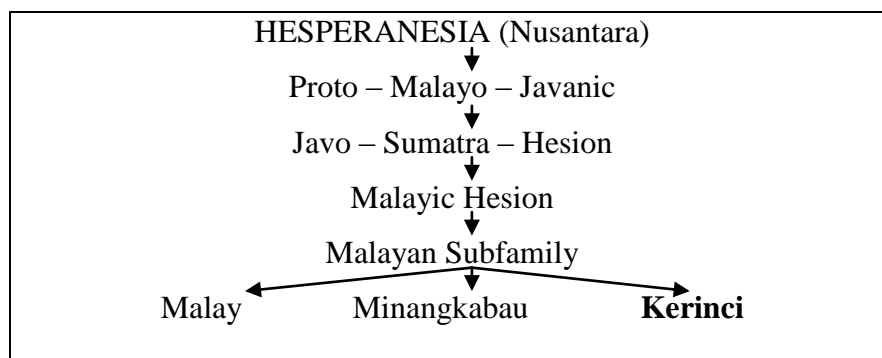 HESPERANESIA (Nusantara)
Proto – Malayo – Javanic
Javo – Sumatra – Hesion
Malayic Hesion
Malayan Subfamily
Malay Minangkabau Kerinci